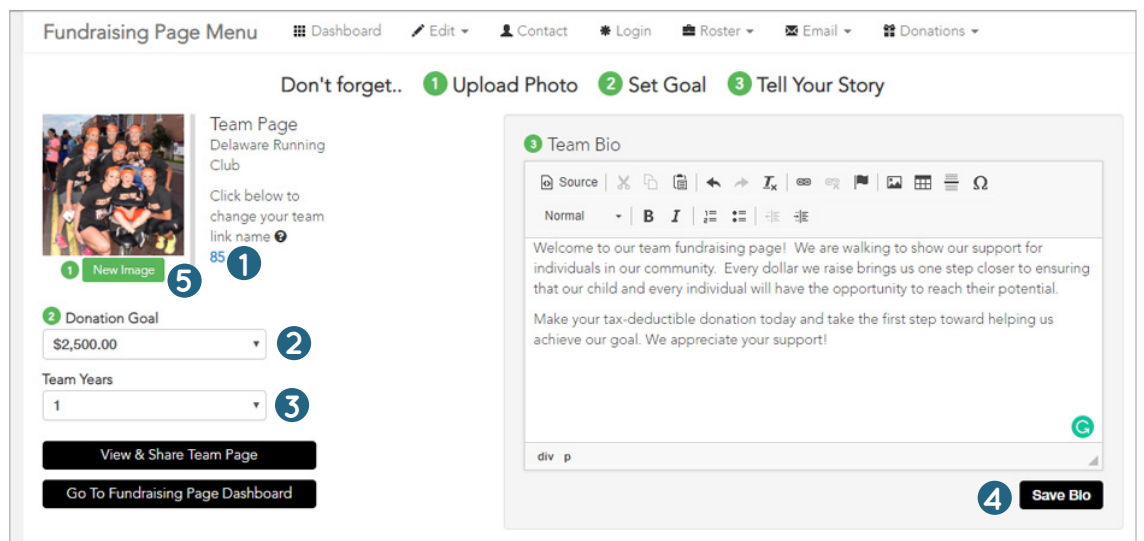 Fundraising Page Menu Dashboard Edit Contact Login Roster Email Donations
Don't forget.. 1 Upload Photo 2 Set Goal 3 Tell Your Story
Team Page
Delaware Running
Club
Click below to
change your team
link name ?
85 1
1 New Image 5
2 Donation Goal
$2,500.00 2
Team Years
1 3
View & Share Team Page
Go To Fundraising Page Dashboard
3 Team Bio
Source
Normal B I
Welcome to our team fundraising page! We are walking to show our support for
individuals in our community. Every dollar we raise brings us one step closer to ensuring
that our child and every individual will have the opportunity to reach their potential.
Make your tax-deductible donation today and take the first step toward helping us
achieve our goal. We appreciate your support!
div p
4 Save Bio